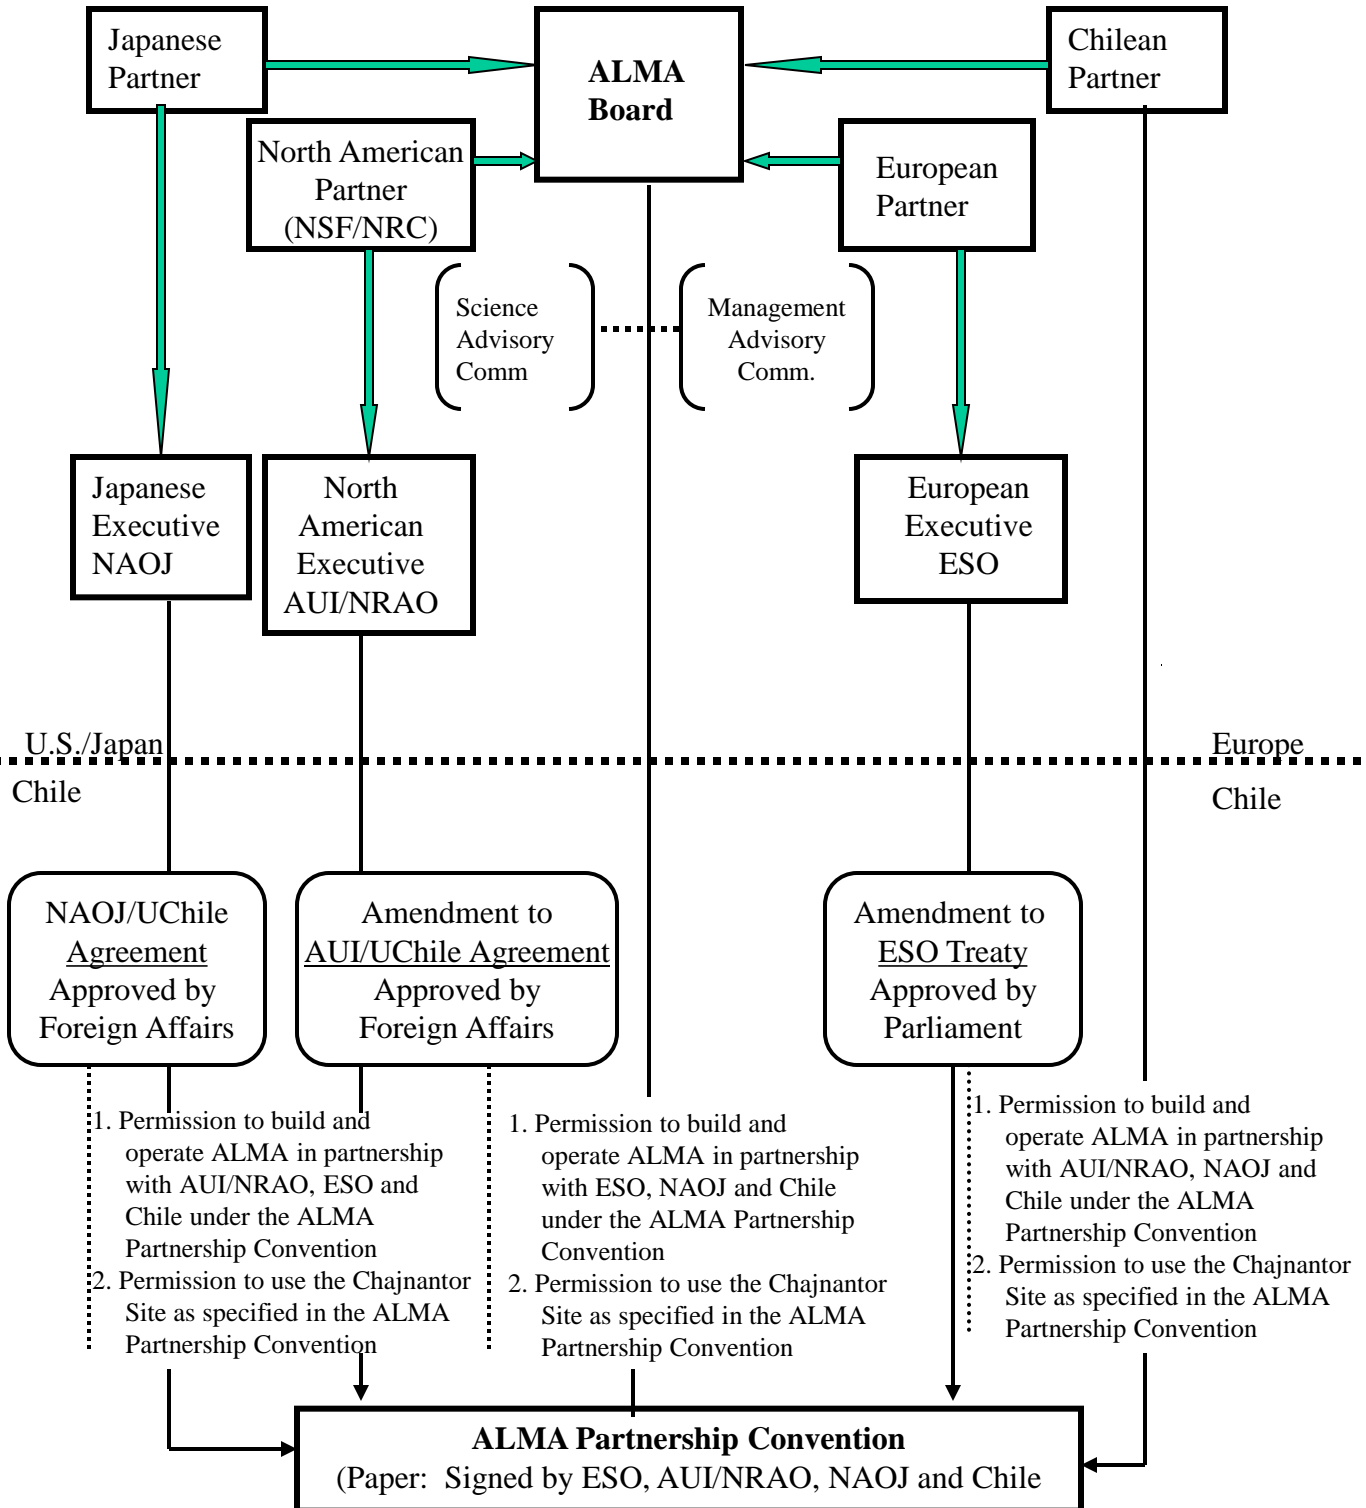 Japanese
Partner
ALMA
Board
Chilean
Partner
North American
Partner
(NSF/NRC)
European
Partner
Science
Advisory
Comm
Management
Advisory
Comm.
Japanese
Executive
NAOJ
North
American
Executive
AUI/NRAO
European
Executive
ESO
U.S./Japan
Europe
Chile
Chile
NAOJ/UChile
Agreement
Approved by
Foreign Affairs
Amendment to
AUI/UChile Agreement
Approved by
Foreign Affairs
Amendment to
ESO Treaty
Approved by
Parliament
1. Permission to build and
operate ALMA in partnership
with AUI/NRAO, ESO and
Chile under the ALMA
Partnership Convention
2. Permission to use the Chajnantor
Site as specified in the ALMA
Partnership Convention
1. Permission to build and
operate ALMA in partnership
with ESO, NAOJ and Chile
under the ALMA Partnership
Convention
2. Permission to use the Chajnantor
Site as specified in the ALMA
Partnership Convention
1. Permission to build and
operate ALMA in partnership
with AUI/NRAO, NAOJ and
Chile under the ALMA
Partnership Convention
2. Permission to use the Chajnantor
Site as specified in the ALMA
Partnership Convention
ALMA Partnership Convention
(Paper: Signed by ESO, AUI/NRAO, NAOJ and Chile